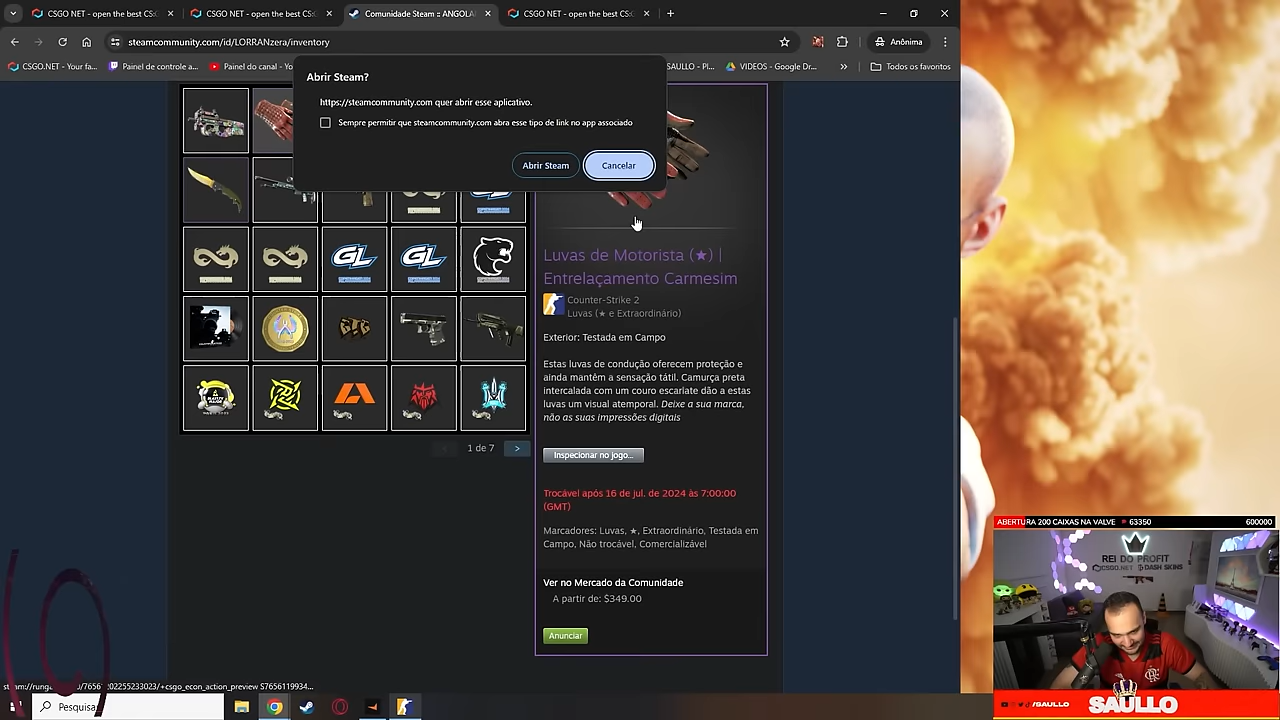 CSGO NET - open the best CS:
CSGO NET - open the best CS:
Comunidade Steam :: ANGOLA
CSGO NET - open the best CS:
steamcommunity.com/id/LORRANzera/inventory
Anônima
CSGO.NET - Your fa...
Painel de controle a...
Painel do canal - Yo
SAULLO - Pl...
VIDEOS - Google Dr...
Todos os favoritos
Abrir Steam?
https://steamcommunity.com quer abrir esse aplicativo.
Sempre permitir que steamcommunity.com abra esse tipo de link no app associado
Abrir Steam
Cancelar
GL
GL
Luvas de Motorista (★) |
Entrelaçamento Carmesim
Counter-Strike 2
Luvas (★ e Extraordinário)
Exterior: Testada em Campo
Estas luvas de condução oferecem proteção e
ainda mantêm a sensação tátil. Camurça preta
intercalada com um couro escarlate dão a estas
luvas um visual atemporal. Deixe a sua marca,
não as suas impressões digitais
1 de 7
>
Inspecionar no jogo...
Trocável após 16 de jul. de 2024 às 7:00:00
(GMT)
Marcadores: Luvas, ★, Extraordinário, Testada em
Campo, Não trocável, Comercializável
Ver no Mercado da Comunidade
A partir de: $349.00
Anunciar
Pesquisa
ABERTURA 200 CAIXAS NA VALVE
63350
600000
REI DO PROFIT
CSGO.NET
DASH SKINS
/SAULLO
SAULLO